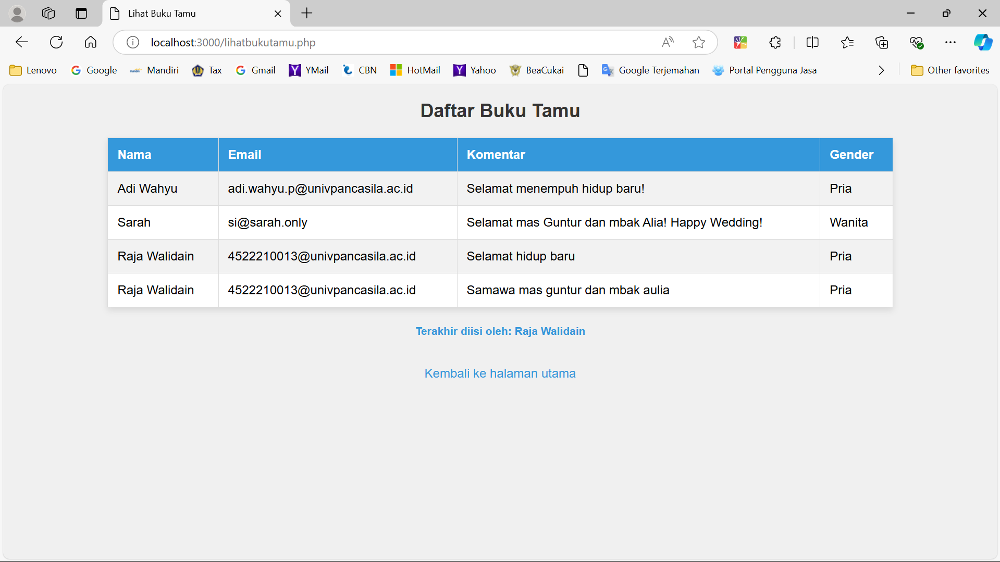 Lihat Buku Tamu
localhost:3000/lihatbukutamu.php
Lenovo Google Mandiri Tax Gmail YMail CBN HotMail Yahoo BeaCukai Google Terjemahan Portal Pengguna Jasa Other favorites
Daftar Buku Tamu
Nama Email Komentar Gender
Adi Wahyu adi.wahyu.p@univpancasila.ac.id Selamat menempuh hidup baru! Pria
Sarah si@sarah.only Selamat mas Guntur dan mbak Alia! Happy Wedding! Wanita
Raja Walidain 4522210013@univpancasila.ac.id Selamat hidup baru Pria
Raja Walidain 4522210013@univpancasila.ac.id Samawa mas guntur dan mbak aulia Pria
Terakhir diisi oleh: Raja Walidain
Kembali ke halaman utama